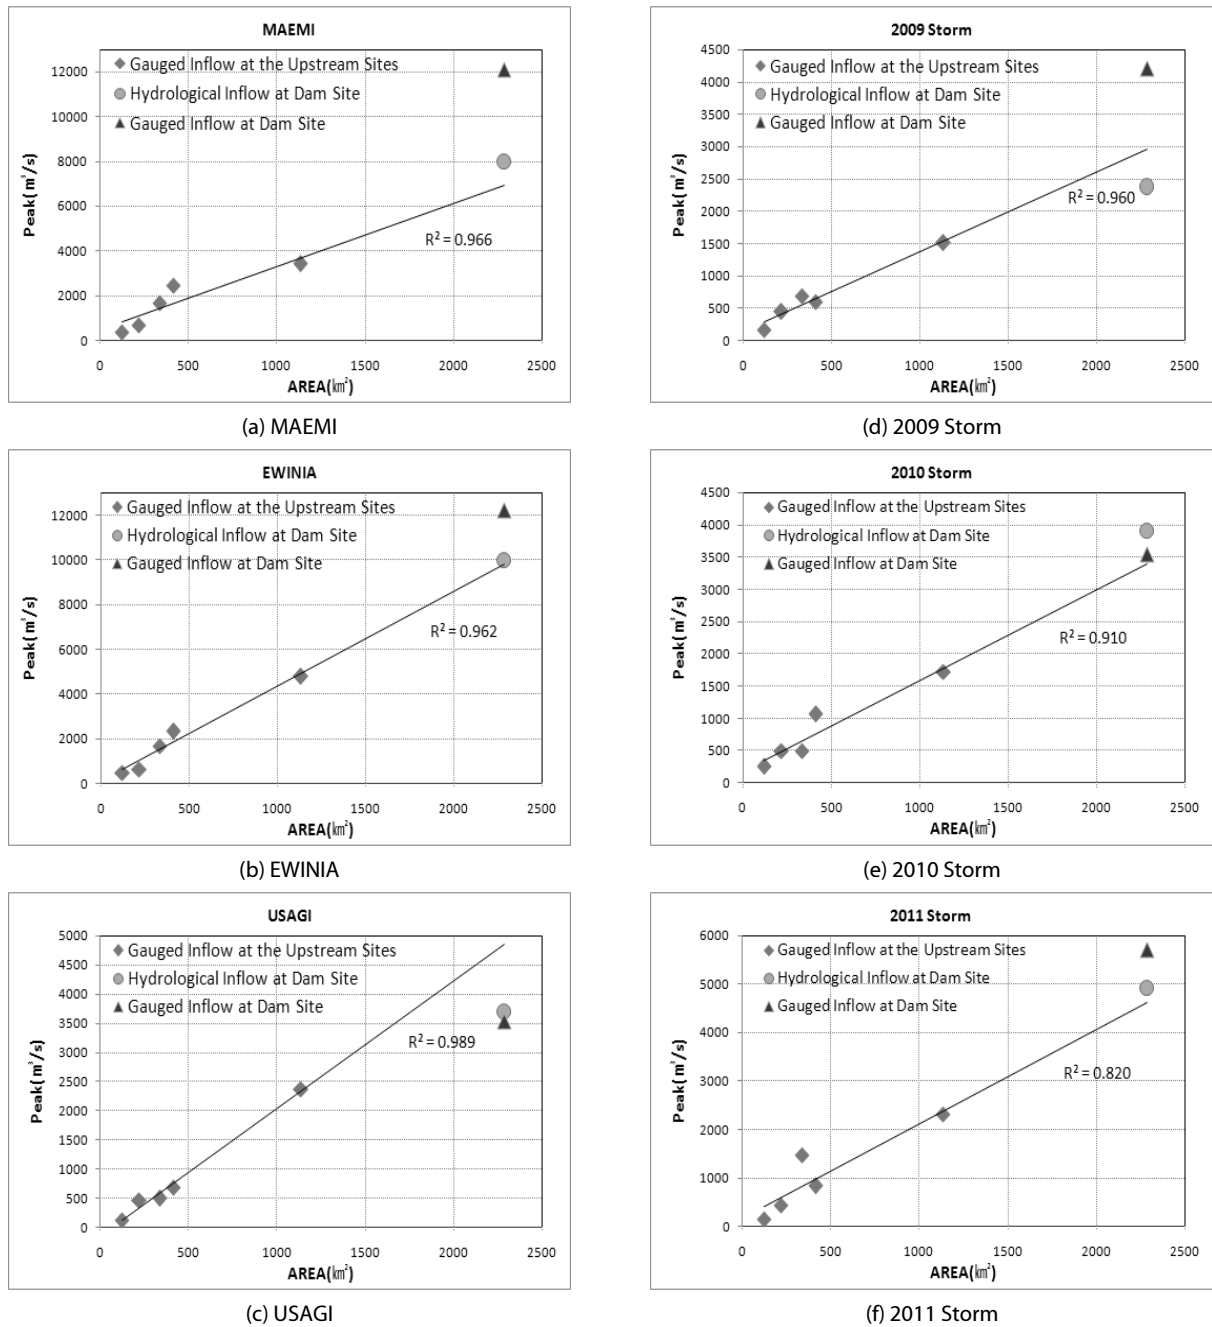 MAEMI
Gauged Inflow at the Upstream Sites
Hydrological Inflow at Dam Site
Gauged Inflow at Dam Site
12000
10000
8000
6000
4000
2000
0
Peak(㎥/s)
R² = 0.966
0 500 1000 1500 2000 2500
AREA(㎢)
(a) MAEMI
2009 Storm
Gauged Inflow at the Upstream Sites
Hydrological Inflow at Dam Site
Gauged Inflow at Dam Site
4500
4000
3500
3000
2500
2000
1500
1000
500
0
Peak(㎥/s)
R² = 0.960
0 500 1000 1500 2000 2500
AREA(㎢)
(d) 2009 Storm
EWINIA
Gauged Inflow at the Upstream Sites
Hydrological Inflow at Dam Site
Gauged Inflow at Dam Site
12000
10000
8000
6000
4000
2000
0
Peak(㎥/s)
R² = 0.962
0 500 1000 1500 2000 2500
AREA(㎢)
(b) EWINIA
2010 Storm
Gauged Inflow at the Upstream Sites
Hydrological Inflow at Dam Site
Gauged Inflow at Dam Site
4500
4000
3500
3000
2500
2000
1500
1000
500
0
Peak(㎥/s)
R² = 0.910
0 500 1000 1500 2000 2500
AREA(㎢)
(e) 2010 Storm
USAGI
Gauged Inflow at the Upstream Sites
Hydrological Inflow at Dam Site
Gauged Inflow at Dam Site
5000
4500
4000
3500
3000
2500
2000
1500
1000
500
0
Peak(㎥/s)
R² = 0.989
0 500 1000 1500 2000 2500
AREA(㎢)
(c) USAGI
2011 Storm
Gauged Inflow at the Upstream Sites
Hydrological Inflow at Dam Site
Gauged Inflow at Dam Site
6000
5000
4000
3000
2000
1000
0
Peak(㎥/s)
R² = 0.820
0 500 1000 1500 2000 2500
AREA(㎢)
(f) 2011 Storm